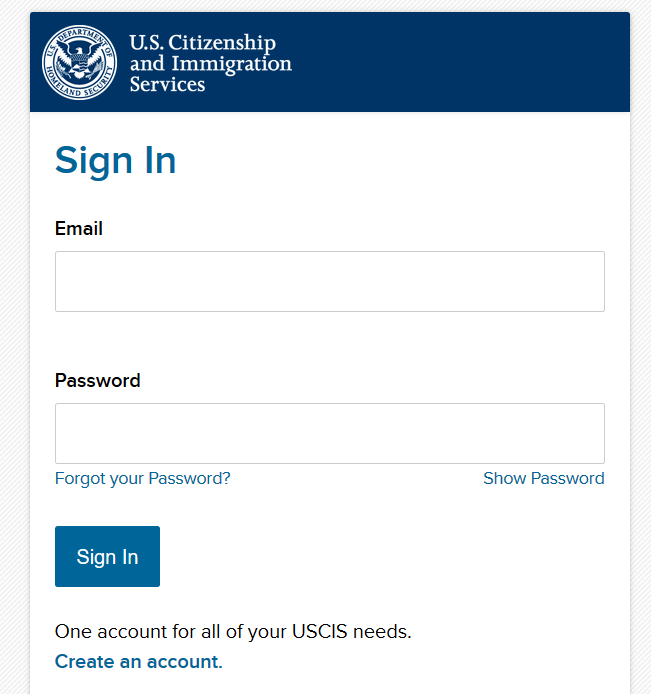 U.S. DEPARTMENT OF
HOMELAND SECURITY
U.S. Citizenship
and Immigration
Services
Sign In
Email
Password
Forgot your Password?
Show Password
Sign In
One account for all of your USCIS needs.
Create an account.